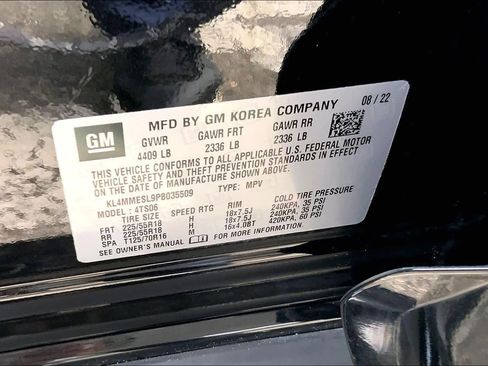 GM
MFD BY GM KOREA COMPANY 08 / 22
GVWR GAWR FRT GAWR RR
4409 LB 2336 LB 2336 LB
THIS VEHICLE CONFORMS TO ALL APPLICABLE U.S. FEDERAL MOTOR
VEHICLE SAFETY AND THEFT PREVENTION STANDARDS IN EFFECT
ON THE DATE OF MANUFACTURE SHOWN ABOVE.
KL4MMESL9PB035509 TYPE: MPV
MODEL: 4TS06
TIRE SIZE SPEED RTG RIM COLD TIRE PRESSURE
FRT 225/55R18 H 18x7.5J 240KPA, 35 PSI
RR 225/55R18 H 18x7.5J 240KPA, 35 PSI
SPA T125/70R16 M 16x4.0BT 420KPA, 60 PSI
SEE OWNER'S MANUAL FOR ADDITIONAL INFORMATION.